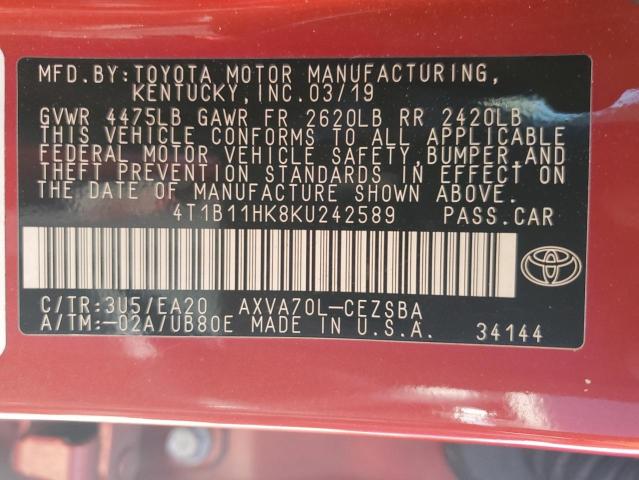 MFD.BY:TOYOTA MOTOR MANUFACTURING,
KENTUCKY,INC.03/19
GVWR 4475LB GAWR FR 2620LB RR 2420LB
THIS VEHICLE CONFORMS TO ALL APPLICABLE
FEDERAL MOTOR VEHICLE SAFETY,BUMPER,AND
THEFT PREVENTION STANDARDS IN EFFECT ON
THE DATE OF MANUFACTURE SHOWN ABOVE.
4T1B11HK8KU242589 PASS.CAR
C/TR:3U5/EA20 AXVA70L-CEZSBA
A/TM:-02A/UB80E MADE IN U.S.A. 34144